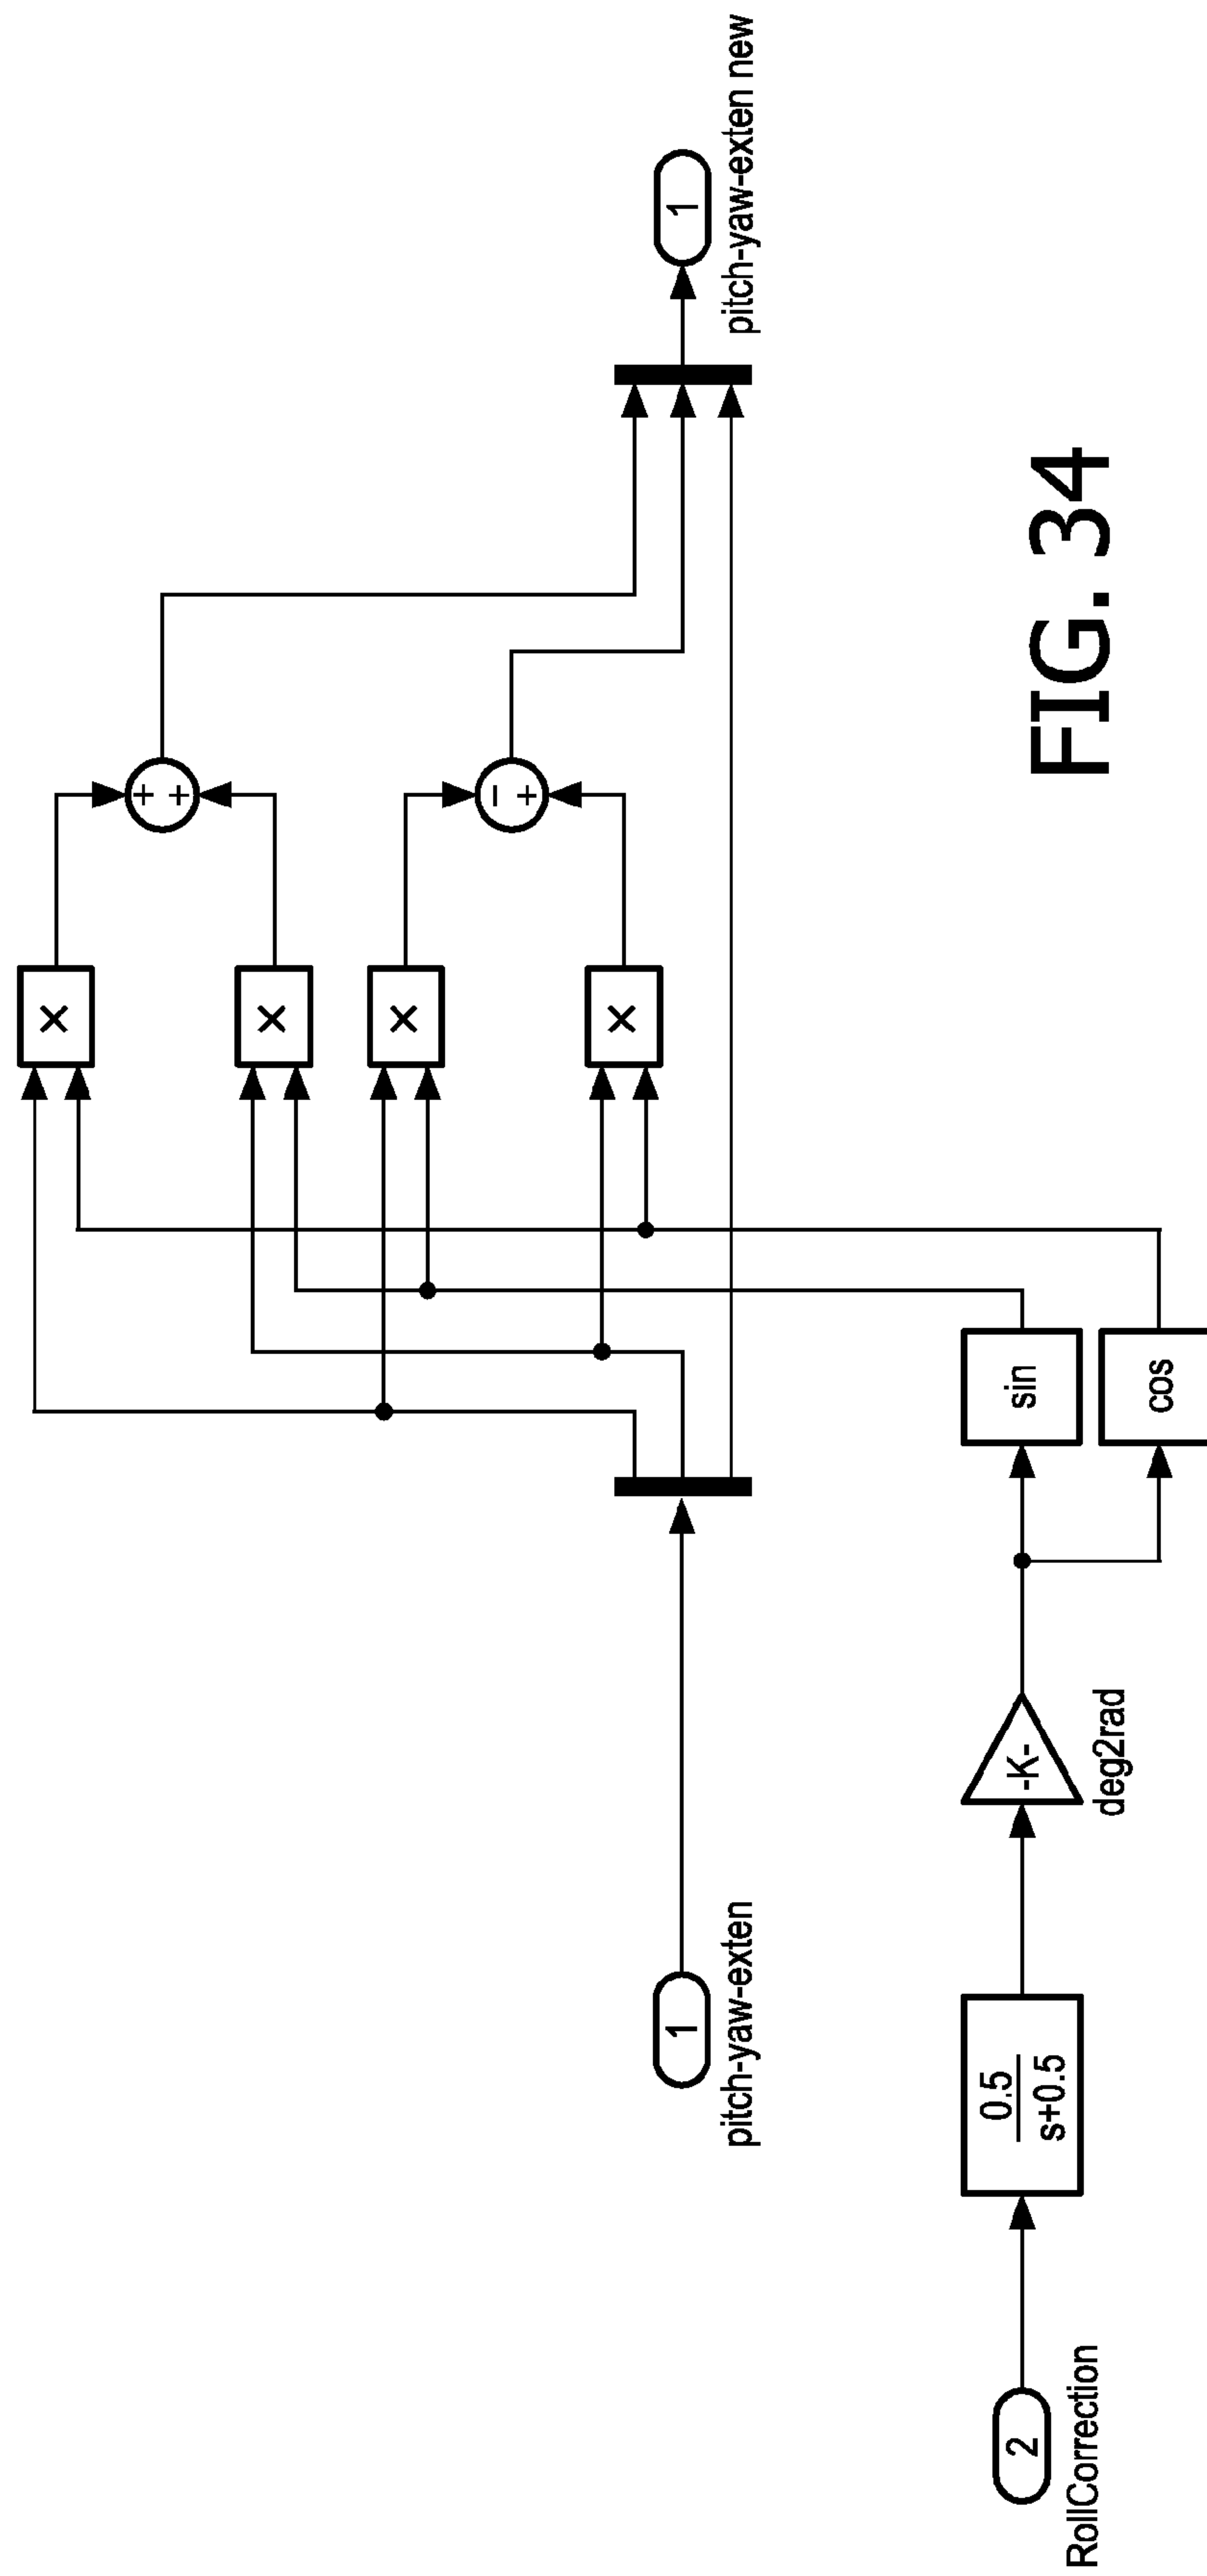 ×
+
+
×
×
−
+
×
1
pitch-yaw-exten
1
pitch-yaw-exten new
2
RollCorrection
0.5
s+0.5
-K-
deg2rad
sin
cos
FIG. 34